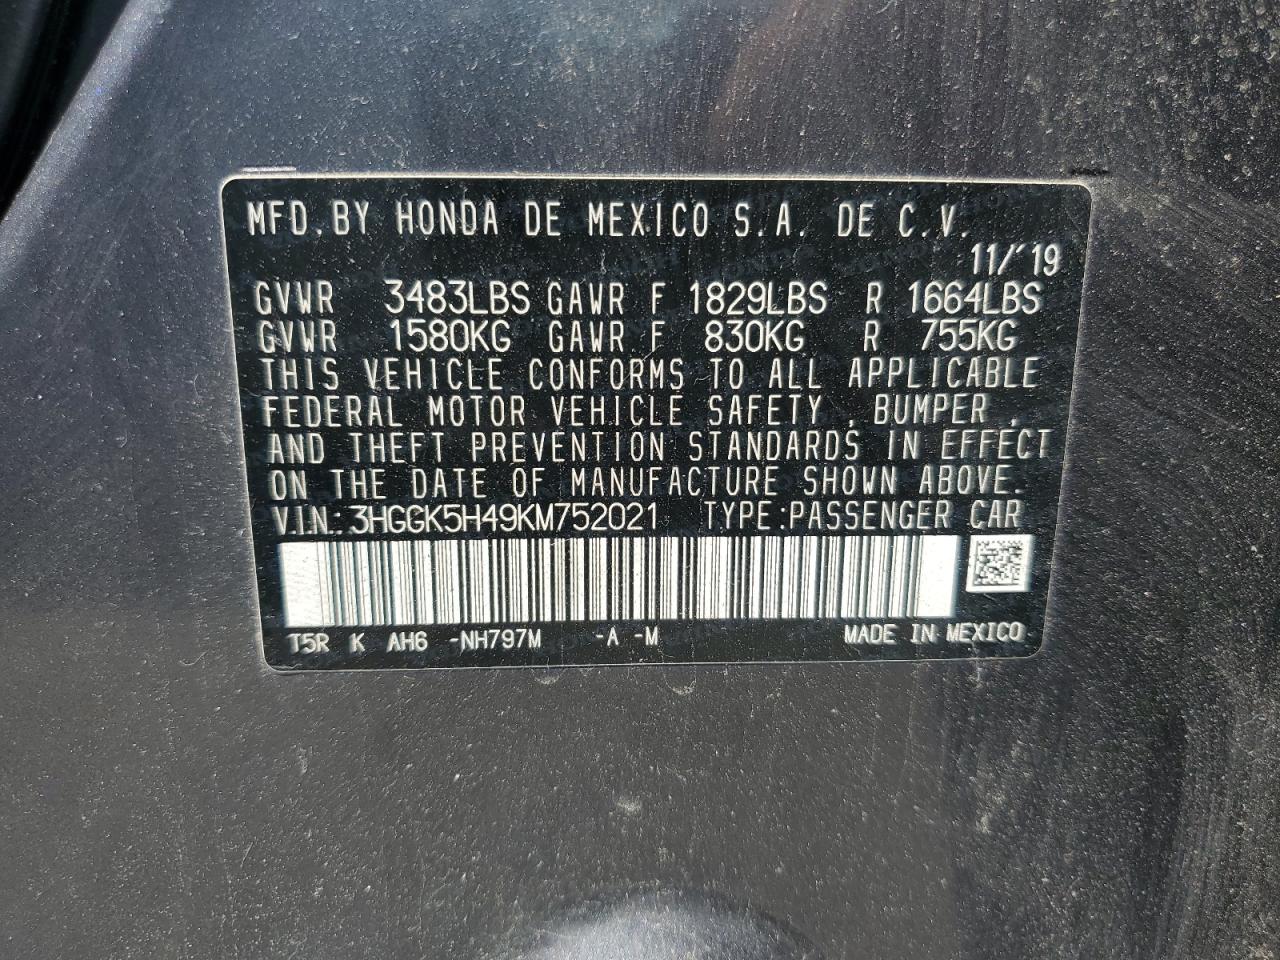 MFD.BY HONDA DE MEXICO S.A. DE C.V.
11/'19
GVWR 3483LBS GAWR F 1829LBS R 1664LBS
GVWR 1580KG GAWR F 830KG R 755KG
THIS VEHICLE CONFORMS TO ALL APPLICABLE
FEDERAL MOTOR VEHICLE SAFETY, BUMPER,
AND THEFT PREVENTION STANDARDS IN EFFECT
ON THE DATE OF MANUFACTURE SHOWN ABOVE.
V.I.N.:3HGGK5H49KM752021 TYPE:PASSENGER CAR
T5R K AH6 -NH797M -A -M MADE IN MEXICO